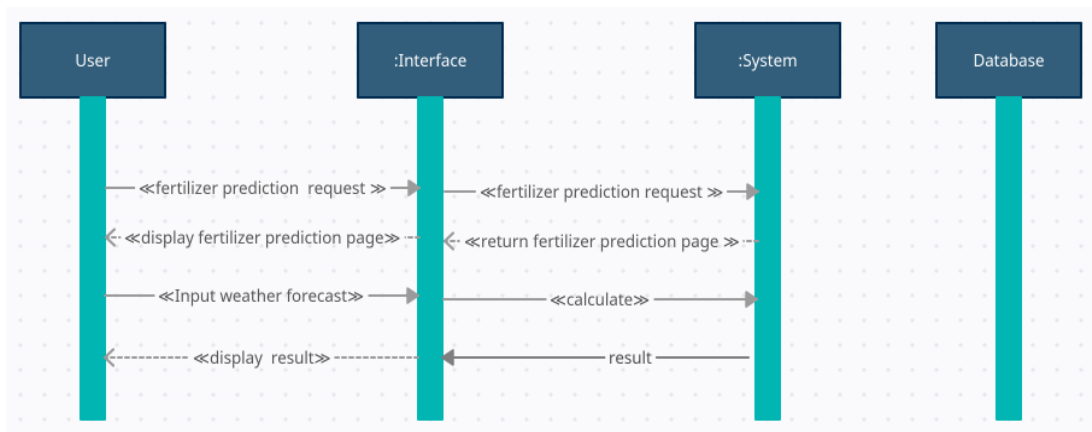 User
:Interface
:System
Database
≪fertilizer prediction  request ≫
≪fertilizer prediction request ≫
≪display fertilizer prediction page≫
≪return fertilizer prediction page ≫
≪Input weather forecast≫
≪calculate≫
≪display  result≫
result